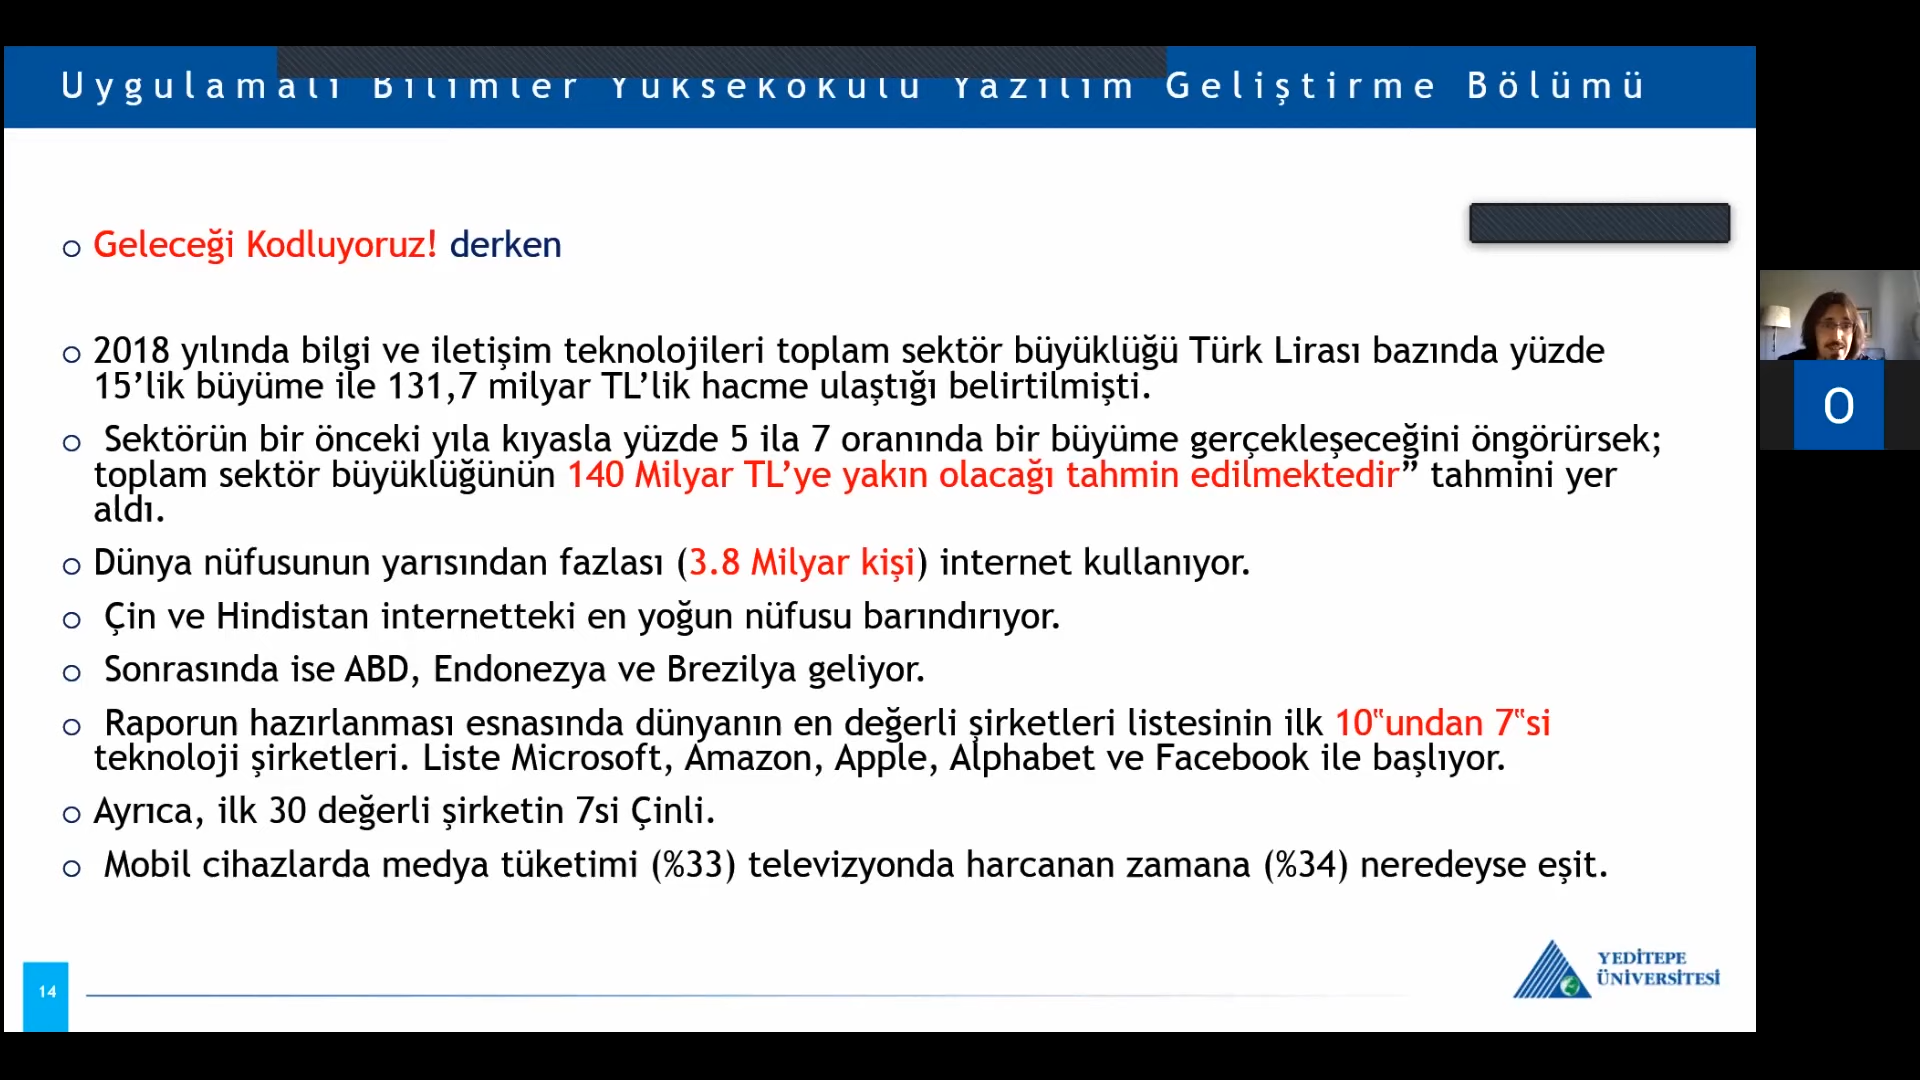 Uygulamalı Bilimler Yüksekokulu Yazılım Geliştirme Bölümü
Geleceği Kodluyoruz! derken
2018 yılında bilgi ve iletişim teknolojileri toplam sektör büyüklüğü Türk Lirası bazında yüzde
15’lik büyüme ile 131,7 milyar TL’lik hacme ulaştığı belirtilmişti.
Sektörün bir önceki yıla kıyasla yüzde 5 ila 7 oranında bir büyüme gerçekleşeceğini öngörürsek;
toplam sektör büyüklüğünün 140 Milyar TL’ye yakın olacağı tahmin edilmektedir” tahmini yer
aldı.
Dünya nüfusunun yarısından fazlası (3.8 Milyar kişi) internet kullanıyor.
Çin ve Hindistan internetteki en yoğun nüfusu barındırıyor.
Sonrasında ise ABD, Endonezya ve Brezilya geliyor.
Raporun hazırlanması esnasında dünyanın en değerli şirketleri listesinin ilk 10‟undan 7‟si
teknoloji şirketleri. Liste Microsoft, Amazon, Apple, Alphabet ve Facebook ile başlıyor.
Ayrıca, ilk 30 değerli şirketin 7si Çinli.
Mobil cihazlarda medya tüketimi (%33) televizyonda harcanan zamana (%34) neredeyse eşit.
14
YEDİTEPE
ÜNİVERSİTESİ
O